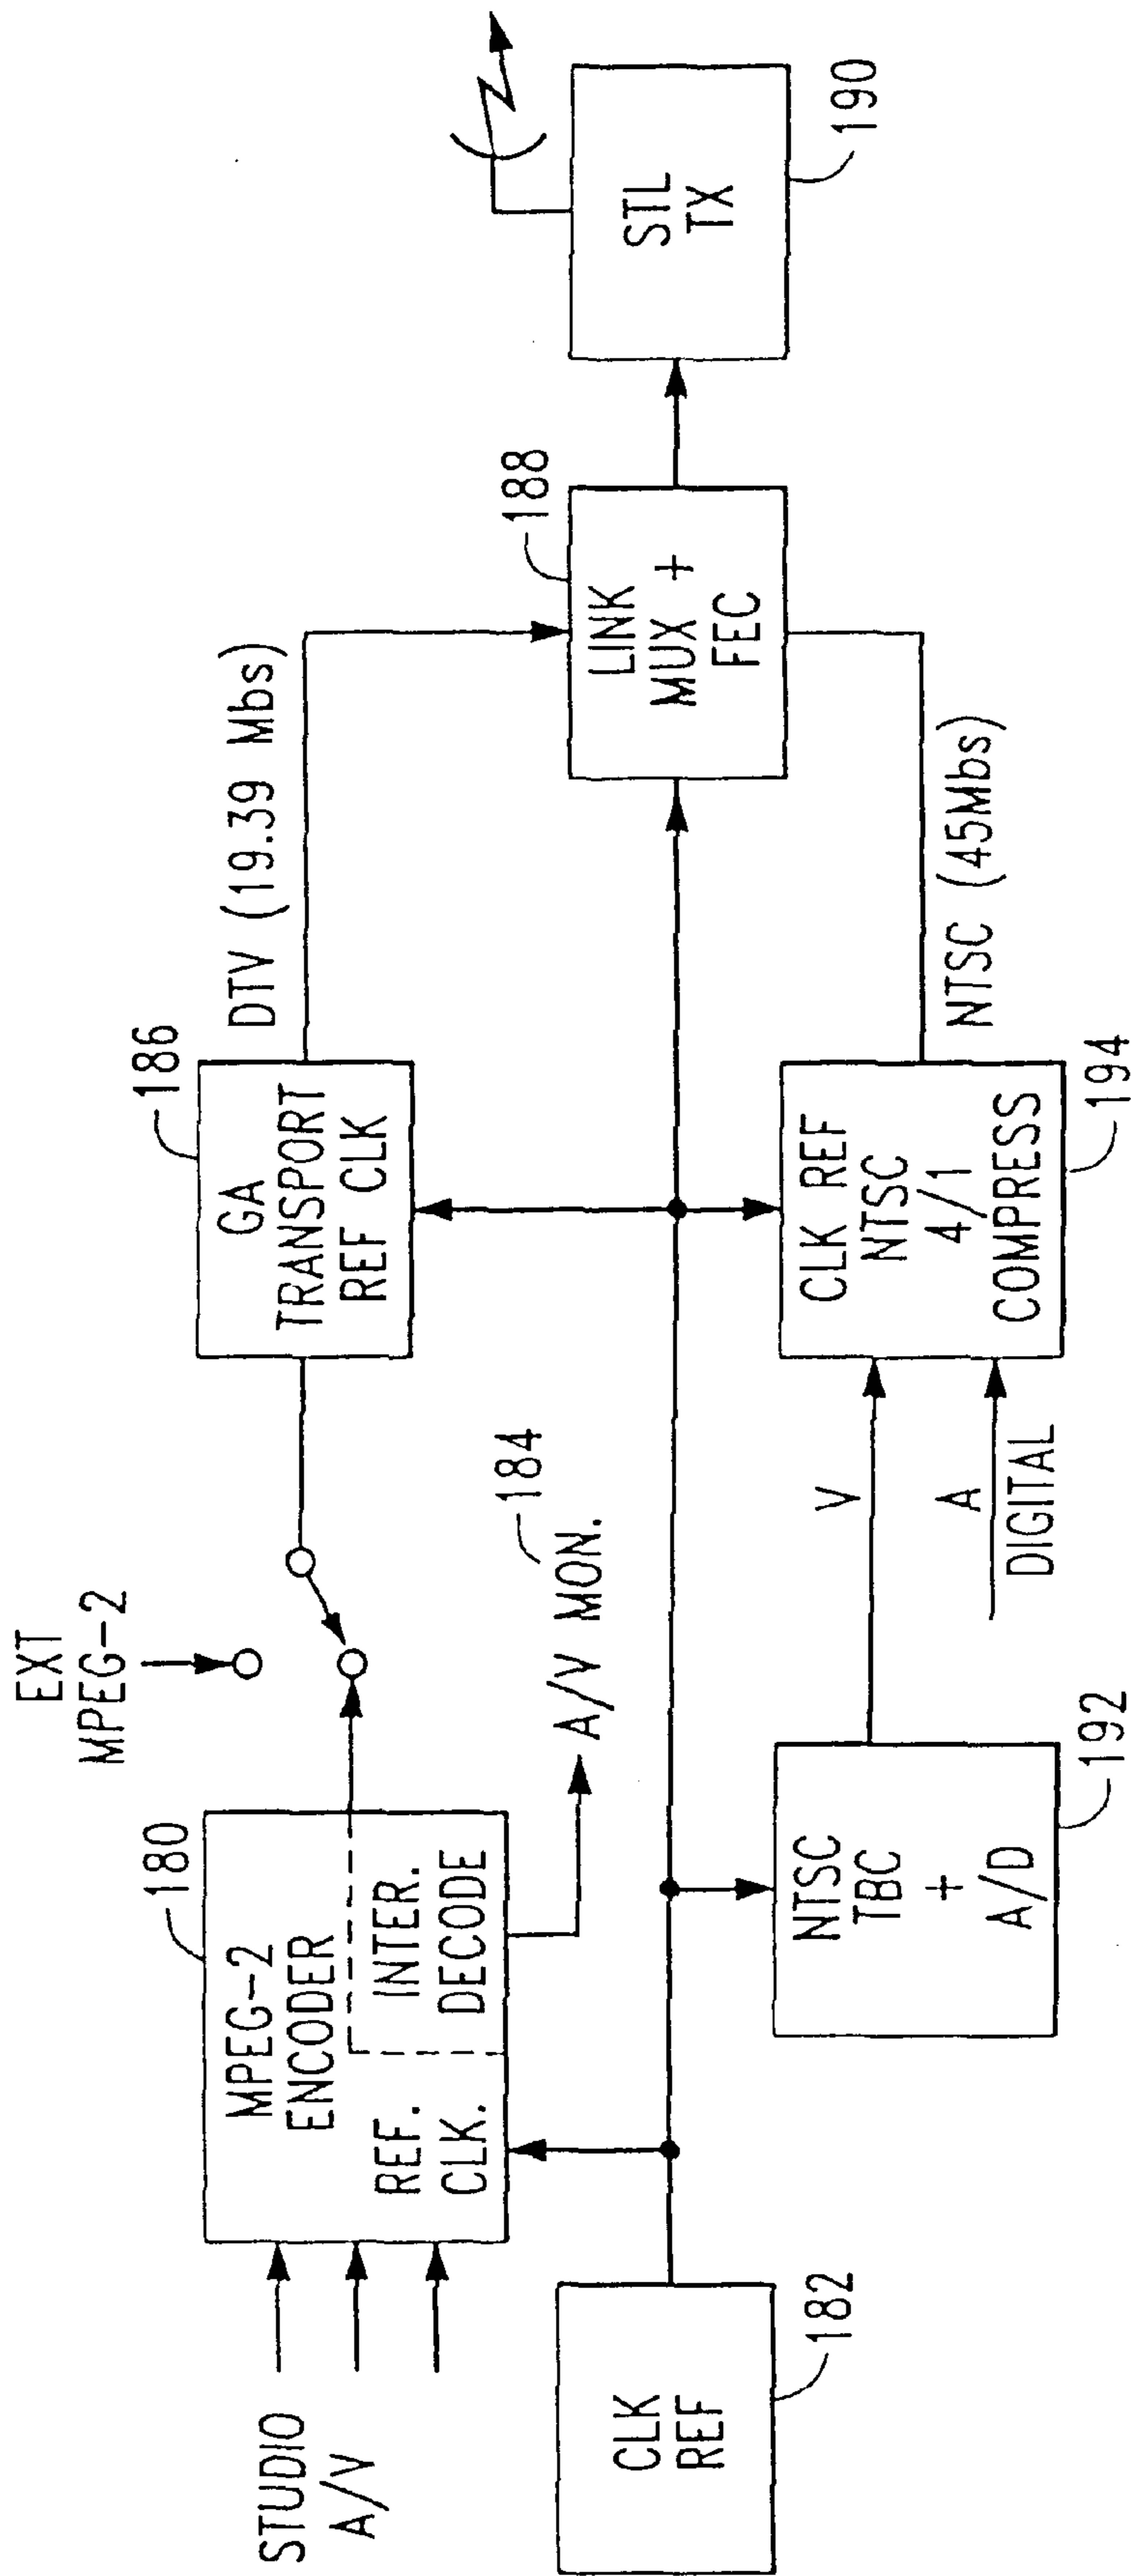 STUDIO
A/V
180
MPEG-2
ENCODER
REF.
CLK.
INTER.
DECODE
EXT
MPEG-2
184
A/V MON.
186
GA
TRANSPORT
REF CLK
DTV (19.39 Mbs)
188
LINK
MUX +
FEC
STL
TX
190
CLK
REF
182
NTSC
TBC
+
A/D
192
V
A
DIGITAL
CLK REF
NTSC
4/1
COMPRESS
194
NTSC (45Mbs)